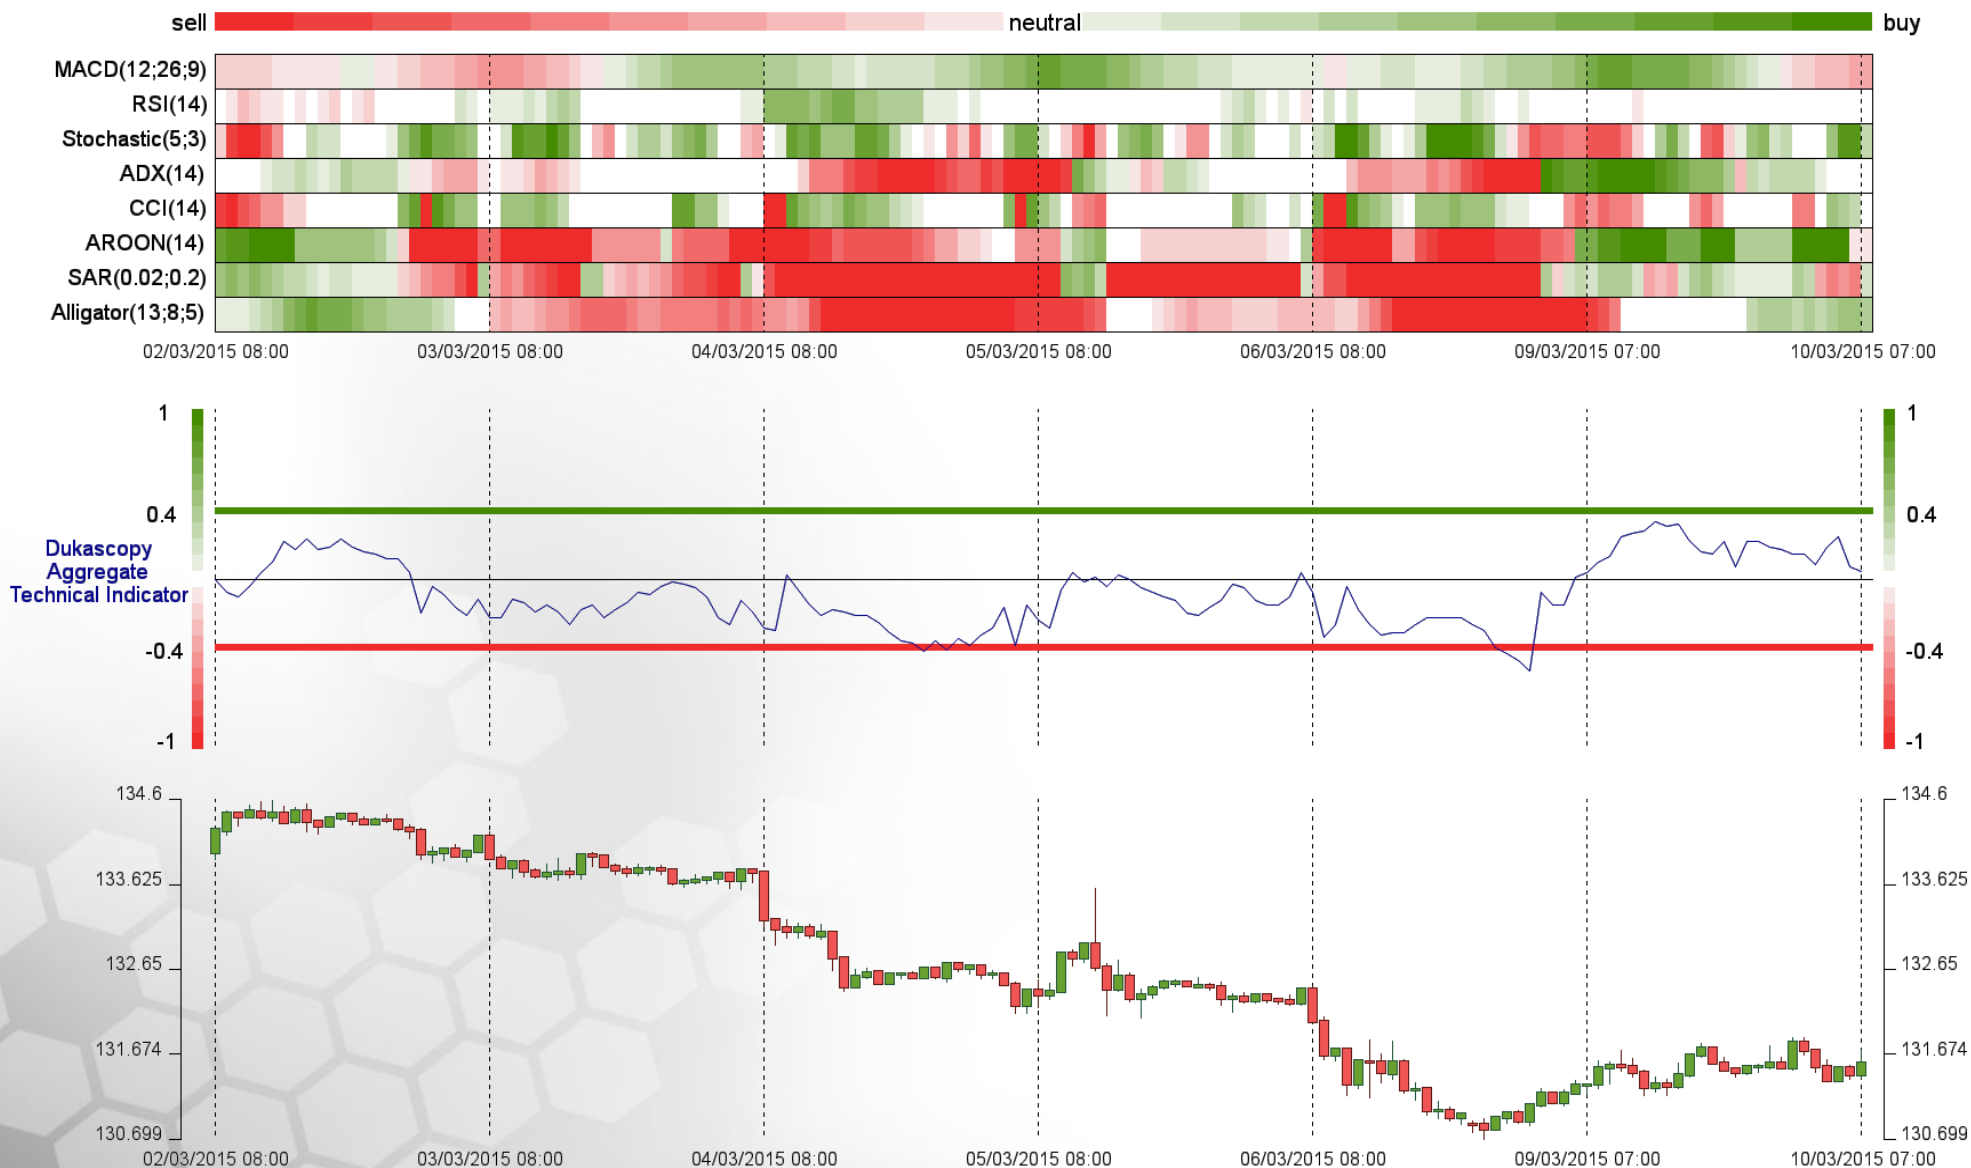 sell neutral buy
MACD(12;26;9)
RSI(14)
Stochastic(5;3)
ADX(14)
CCI(14)
AROON(14)
SAR(0.02;0.2)
Alligator(13;8;5)
02/03/2015 08:00 03/03/2015 08:00 04/03/2015 08:00 05/03/2015 08:00 06/03/2015 08:00 09/03/2015 07:00 10/03/2015 07:00
1 1
0.4 0.4
Dukascopy
Aggregate
Technical Indicator
-0.4 -0.4
-1 -1
134.6 134.6
133.625 133.625
132.65 132.65
131.674 131.674
130.699 130.699
02/03/2015 08:00 03/03/2015 08:00 04/03/2015 08:00 05/03/2015 08:00 06/03/2015 08:00 09/03/2015 07:00 10/03/2015 07:00